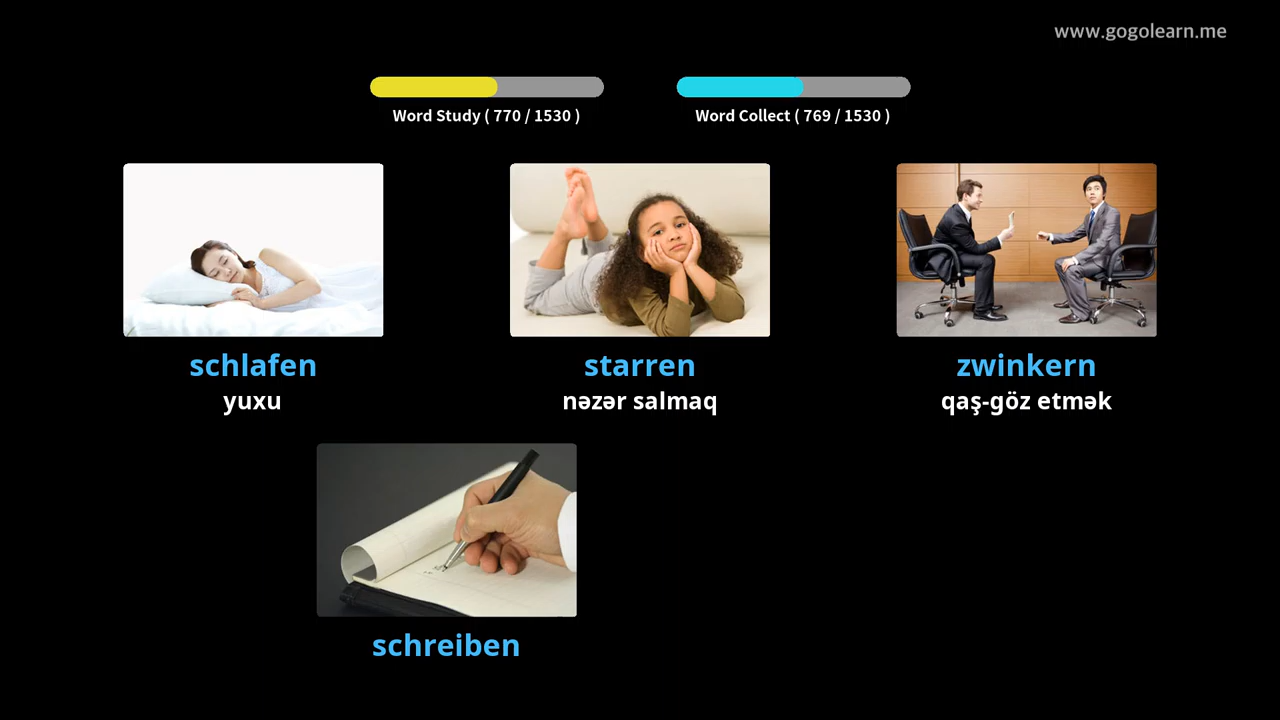 www.gogolearn.me
Word Study ( 770 / 1530 )
Word Collect ( 769 / 1530 )
schlafen
yuxu
starren
nəzər salmaq
zwinkern
qaş-göz etmək
schreiben